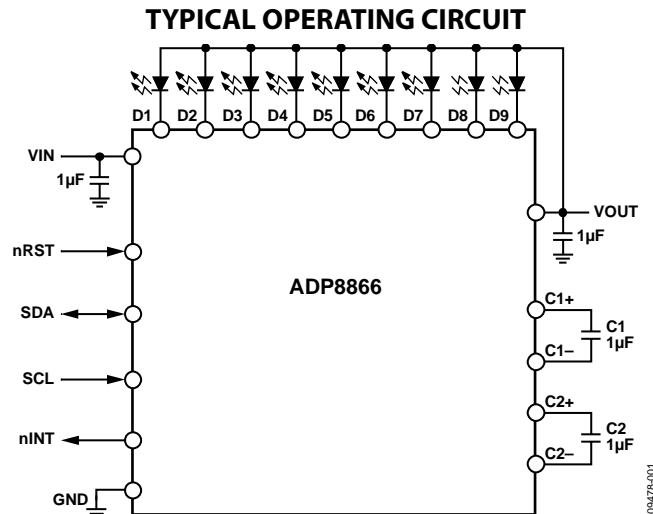 TYPICAL OPERATING CIRCUIT
D1 D2 D3 D4 D5 D6 D7 D8 D9
VIN
1µF
VOUT
1µF
nRST
ADP8866
SDA
C1+
C1
1µF
C1–
SCL
C2+
C2
1µF
nINT
C2–
GND
09478-001